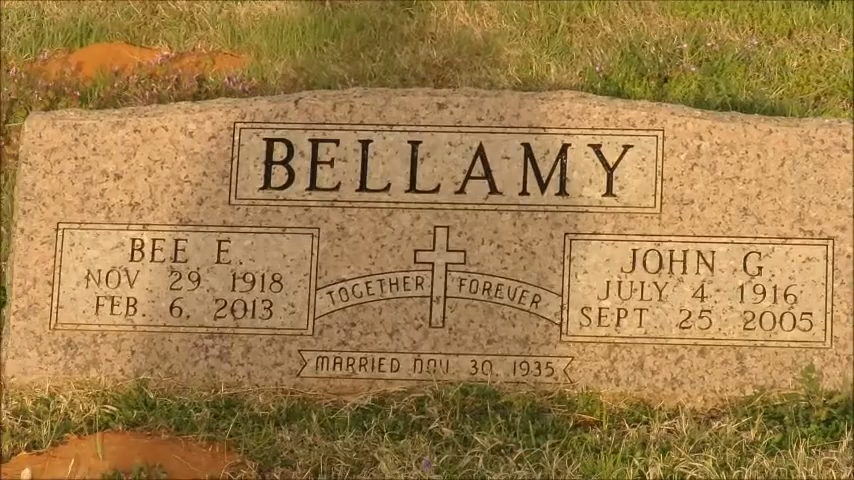 BELLAMY
BEE E.
NOV 29 1918
FEB. 6, 2013
TOGETHER FOREVER
JOHN G.
JULY 4, 1916
SEPT 25, 2005
MARRIED NOV 30, 1935